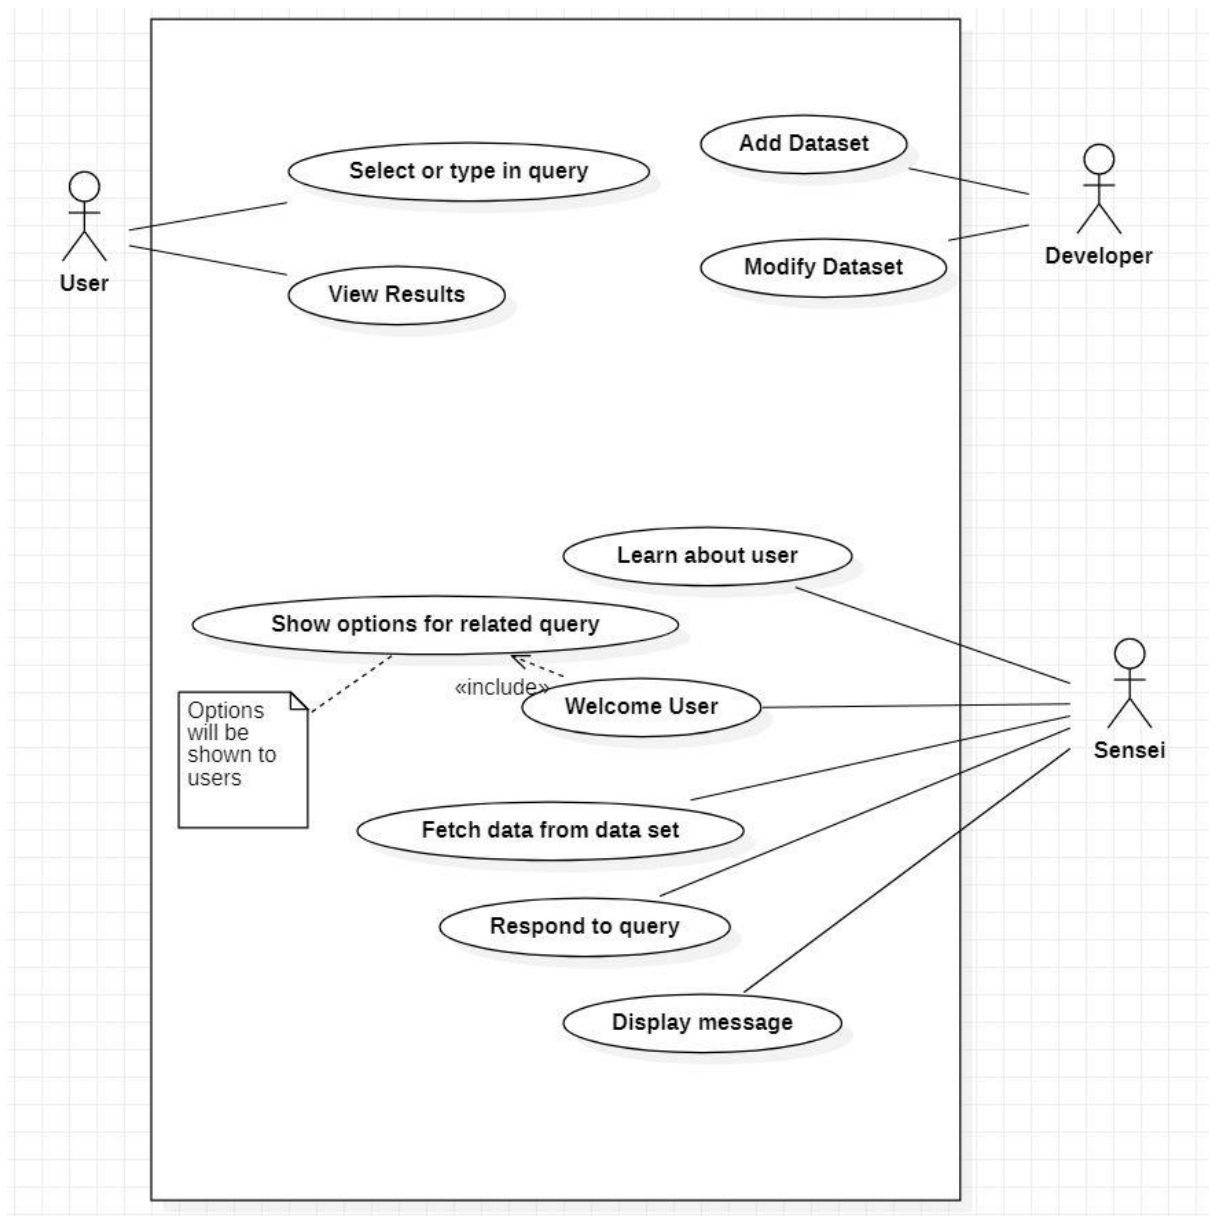 Add Dataset
Select or type in query
Developer
Modify Dataset
User
View Results
Learn about user
Show options for related query
«include»
Welcome User
Options
will be
shown to
users
Sensei
Fetch data from data set
Respond to query
Display message